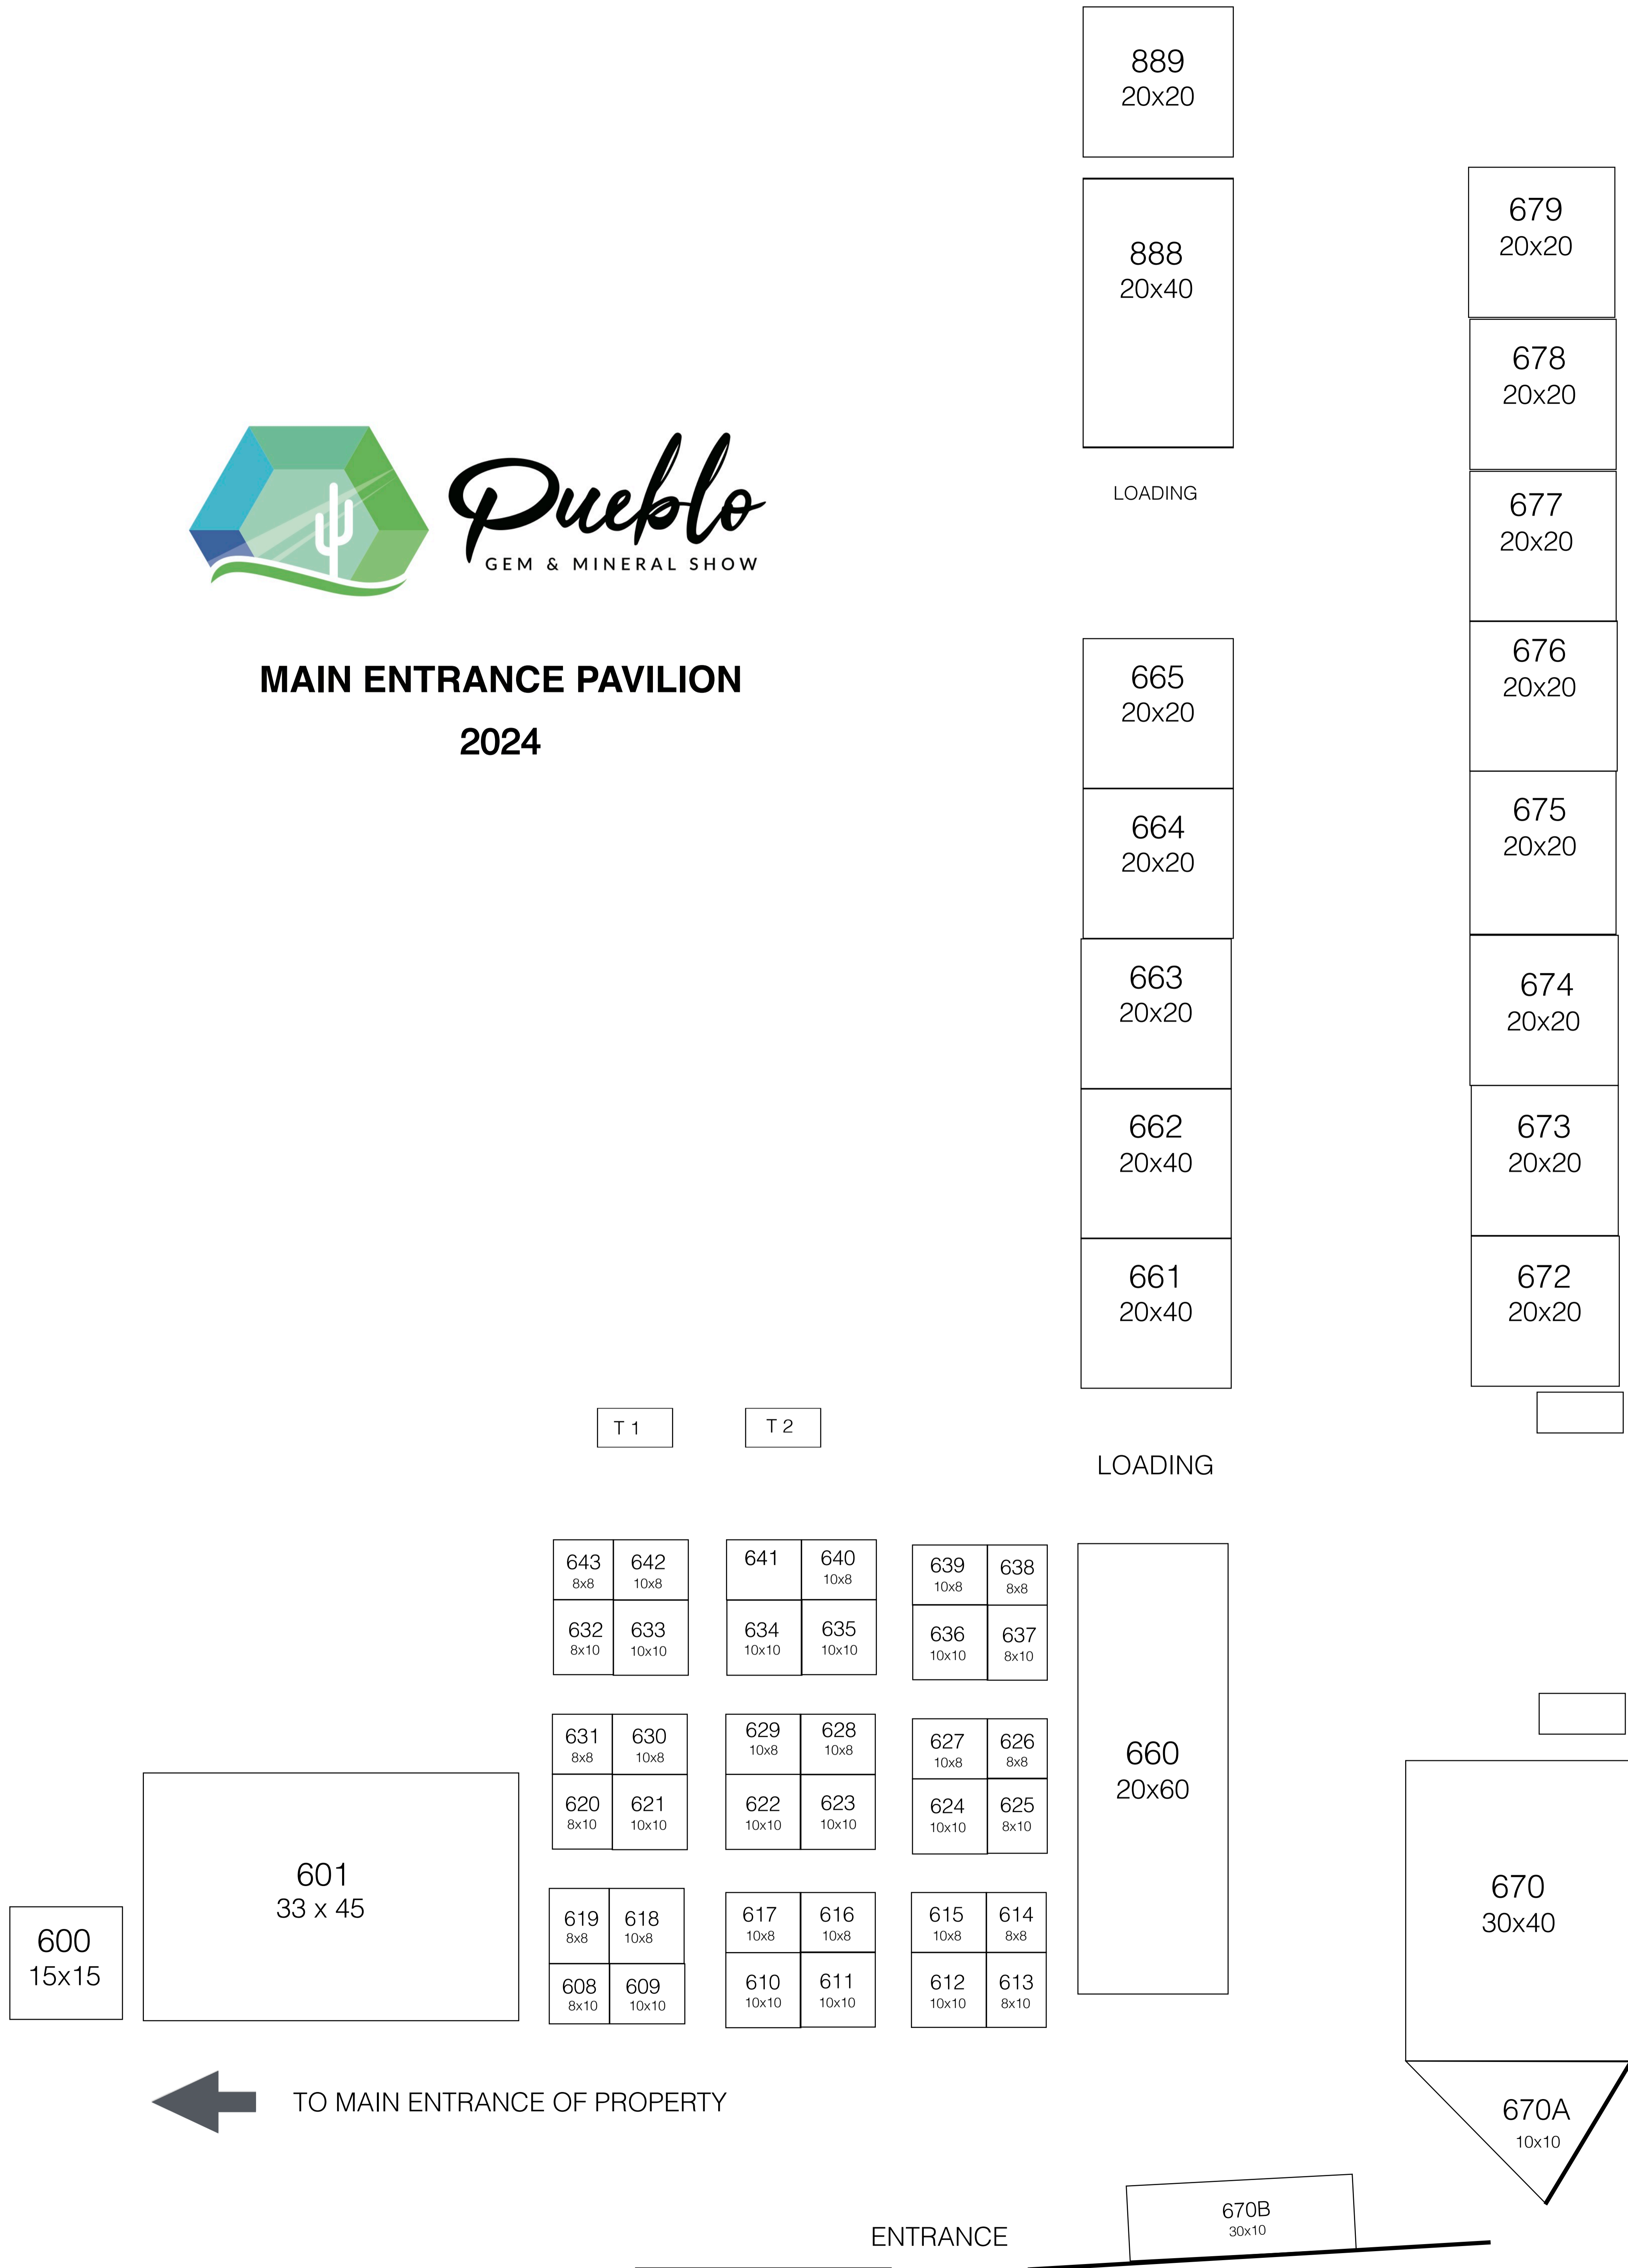 889
20x20
888
20x40
LOADING
679
20x20
678
20x20
677
20x20
676
20x20
675
20x20
674
20x20
673
20x20
672
20x20
Pueblo
GEM & MINERAL SHOW
MAIN ENTRANCE PAVILION
2024
665
20x20
664
20x20
663
20x20
662
20x40
661
20x40
T 1
T 2
LOADING
643
8x8
642
10x8
641
640
10x8
639
10x8
638
8x8
632
8x10
633
10x10
634
10x10
635
10x10
636
10x10
637
8x10
631
8x8
630
10x8
629
10x8
628
10x8
627
10x8
626
8x8
620
8x10
621
10x10
622
10x10
623
10x10
624
10x10
625
8x10
660
20x60
601
33 x 45
600
15x15
619
8x8
618
10x8
617
10x8
616
10x8
615
10x8
614
8x8
608
8x10
609
10x10
610
10x10
611
10x10
612
10x10
613
8x10
670
30x40
TO MAIN ENTRANCE OF PROPERTY
670A
10x10
670B
30x10
ENTRANCE